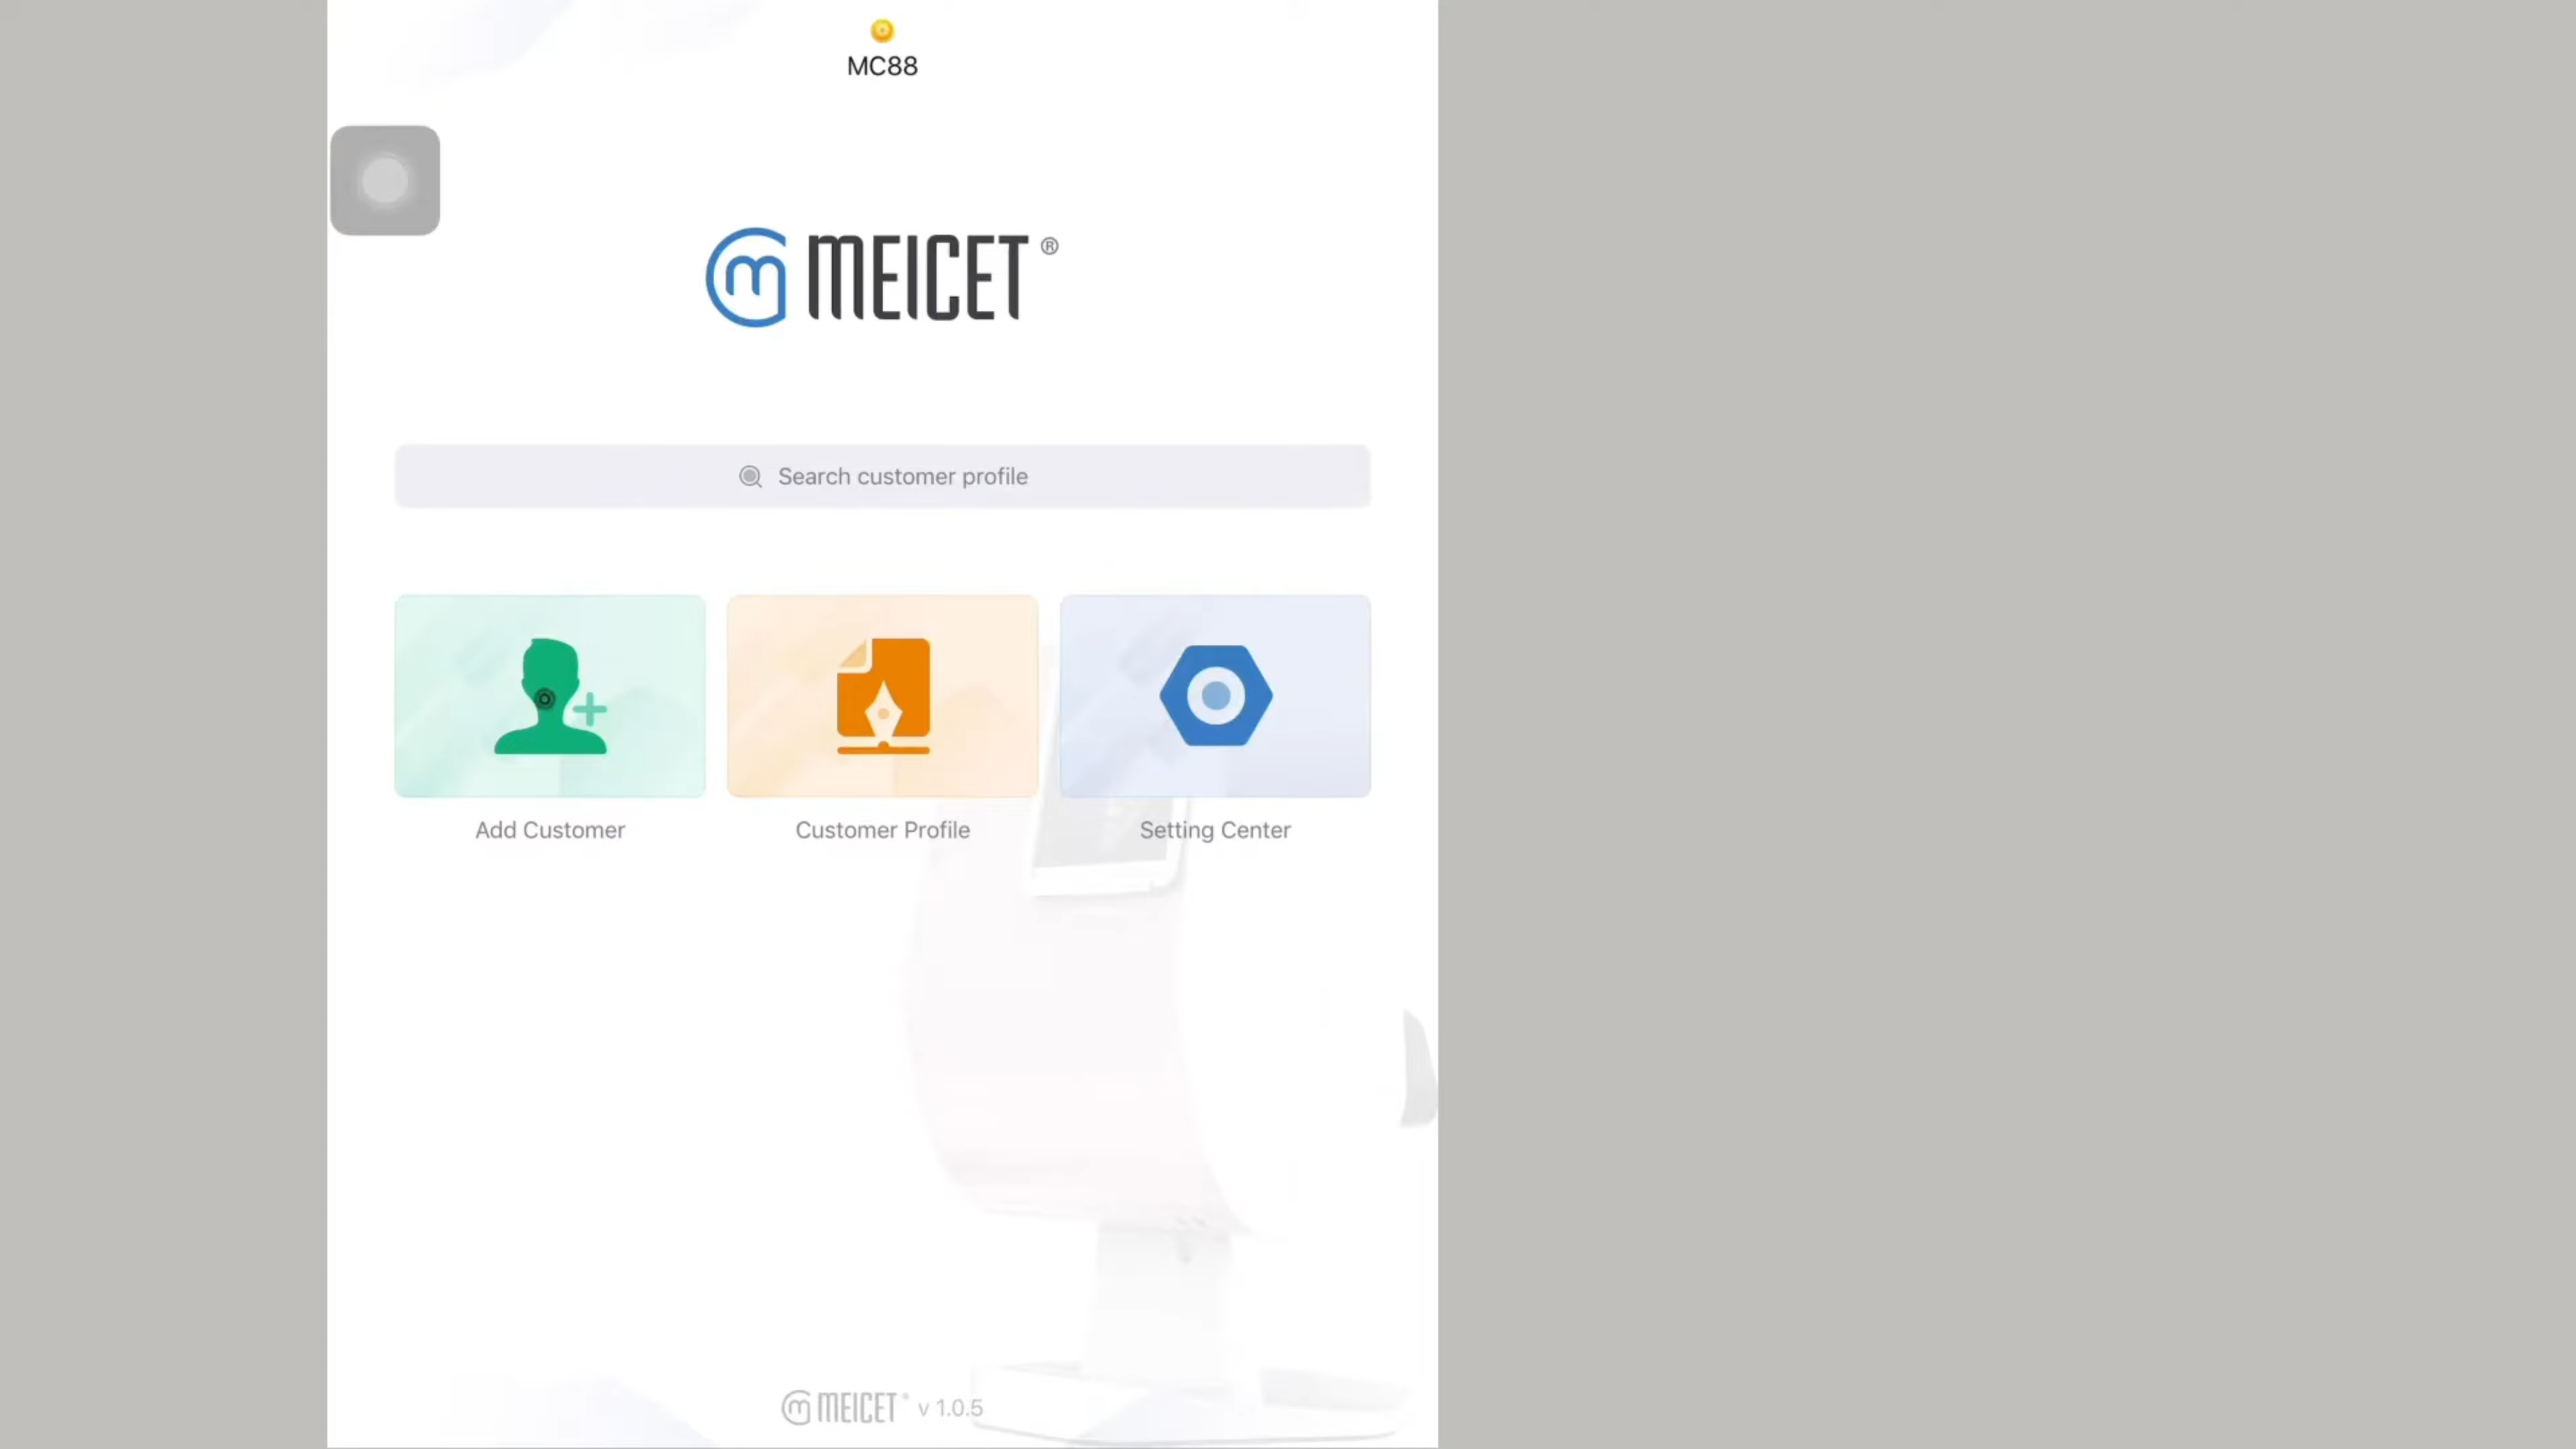 MC88
MEICET ®
Search customer profile
Add Customer
Customer Profile
Setting Center
MEICET ® v 1.0.5